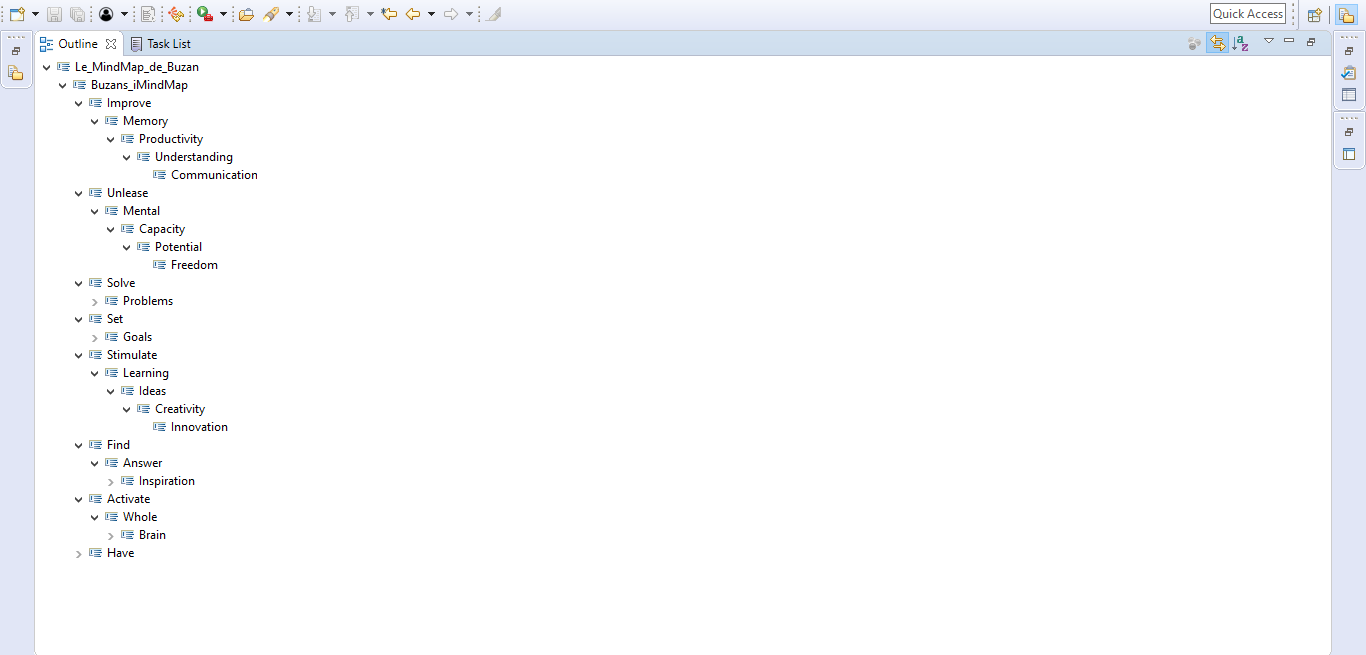 Quick Access
Outline Task List
Le_MindMap_de_Buzan
Buzans_iMindMap
Improve
Memory
Productivity
Understanding
Communication
Unlease
Mental
Capacity
Potential
Freedom
Solve
Problems
Set
Goals
Stimulate
Learning
Ideas
Creativity
Innovation
Find
Answer
Inspiration
Activate
Whole
Brain
Have